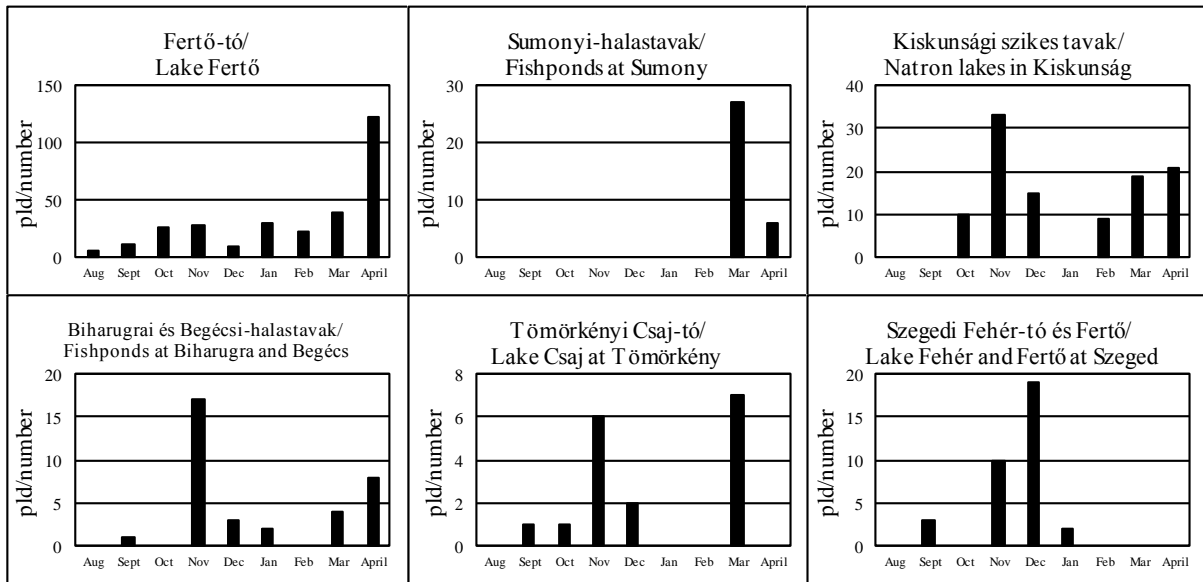 Fertő-tó/
Lake Fertő
pld/number
150
100
50
0
Aug Sept Oct Nov Dec Jan Feb Mar April
Sumonyi-halastavak/
Fishponds at Sumony
pld/number
30
20
10
0
Aug Sept Oct Nov Dec Jan Feb Mar April
Kiskunsági szikes tavak/
Natron lakes in Kiskunság
pld/number
40
30
20
10
0
Aug Sept Oct Nov Dec Jan Feb Mar April
Biharugrai és Begécsi-halastavak/
Fishponds at Biharugra and Begécs
pld/number
20
15
10
5
0
Aug Sept Oct Nov Dec Jan Feb Mar April
Tömörkényi Csaj-tó/
Lake Csaj at Tömörkény
pld/number
8
6
4
2
0
Aug Sept Oct Nov Dec Jan Feb Mar April
Szegedi Fehér-tó és Fertő/
Lake Fehér and Fertő at Szeged
pld/number
20
15
10
5
0
Aug Sept Oct Nov Dec Jan Feb Mar April